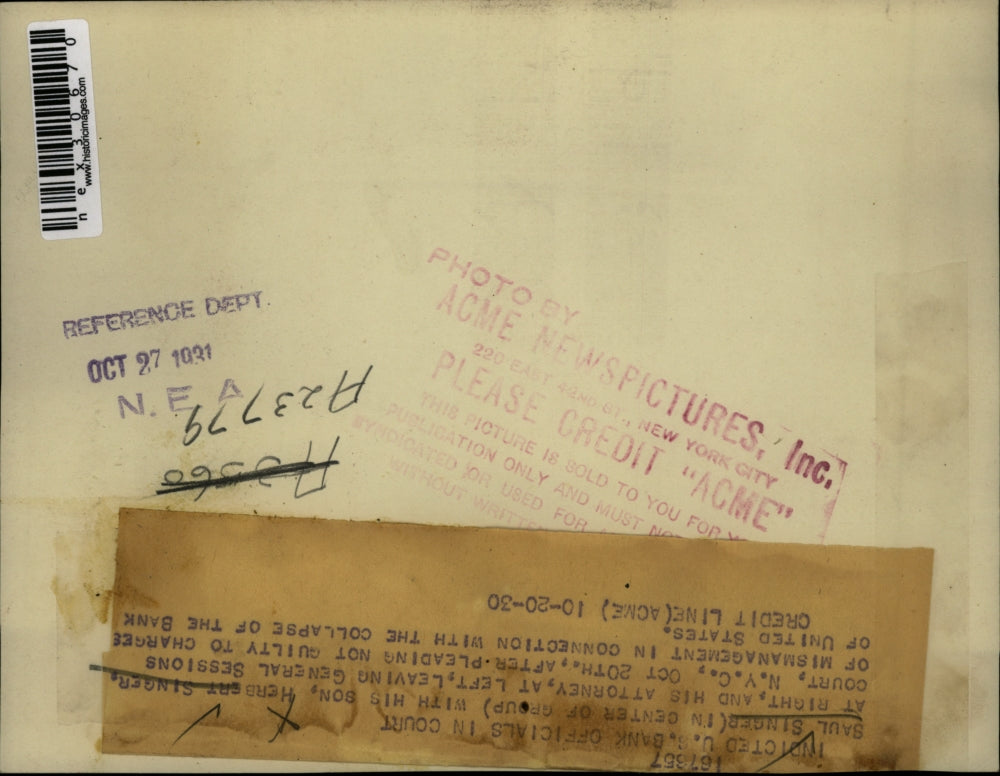 nex306670
www.historicimages.com
REFERENCE DEPT.
OCT 27 1931
N. E A
A23779
PHOTO BY
ACME NEWSPICTURES, Inc.
220 EAST 42ND ST., NEW YORK CITY
PLEASE CREDIT "ACME"
THIS PICTURE IS SOLD TO YOU FOR
PUBLICATION ONLY AND MUST NOT
SYNDICATED OR USED FOR
WITHOUT
167657
INDICTED U.S. BANK OFFICIALS IN COURT
SAUL SINGER(IN CENTER OF GROUP) WITH HIS SON, HERBERT SINGER,
AT RIGHT, AND HIS ATTORNEY, AT LEFT, LEAVING GENERAL SESSIONS
COURT, N.Y.C., OCT 20TH., AFTER PLEADING NOT GUILTY TO CHARGES
OF MISMANAGEMENT IN CONNECTION WITH THE COLLAPSE OF THE BANK
OF UNITED STATES.
CREDIT LINE(ACME) 10-20-30